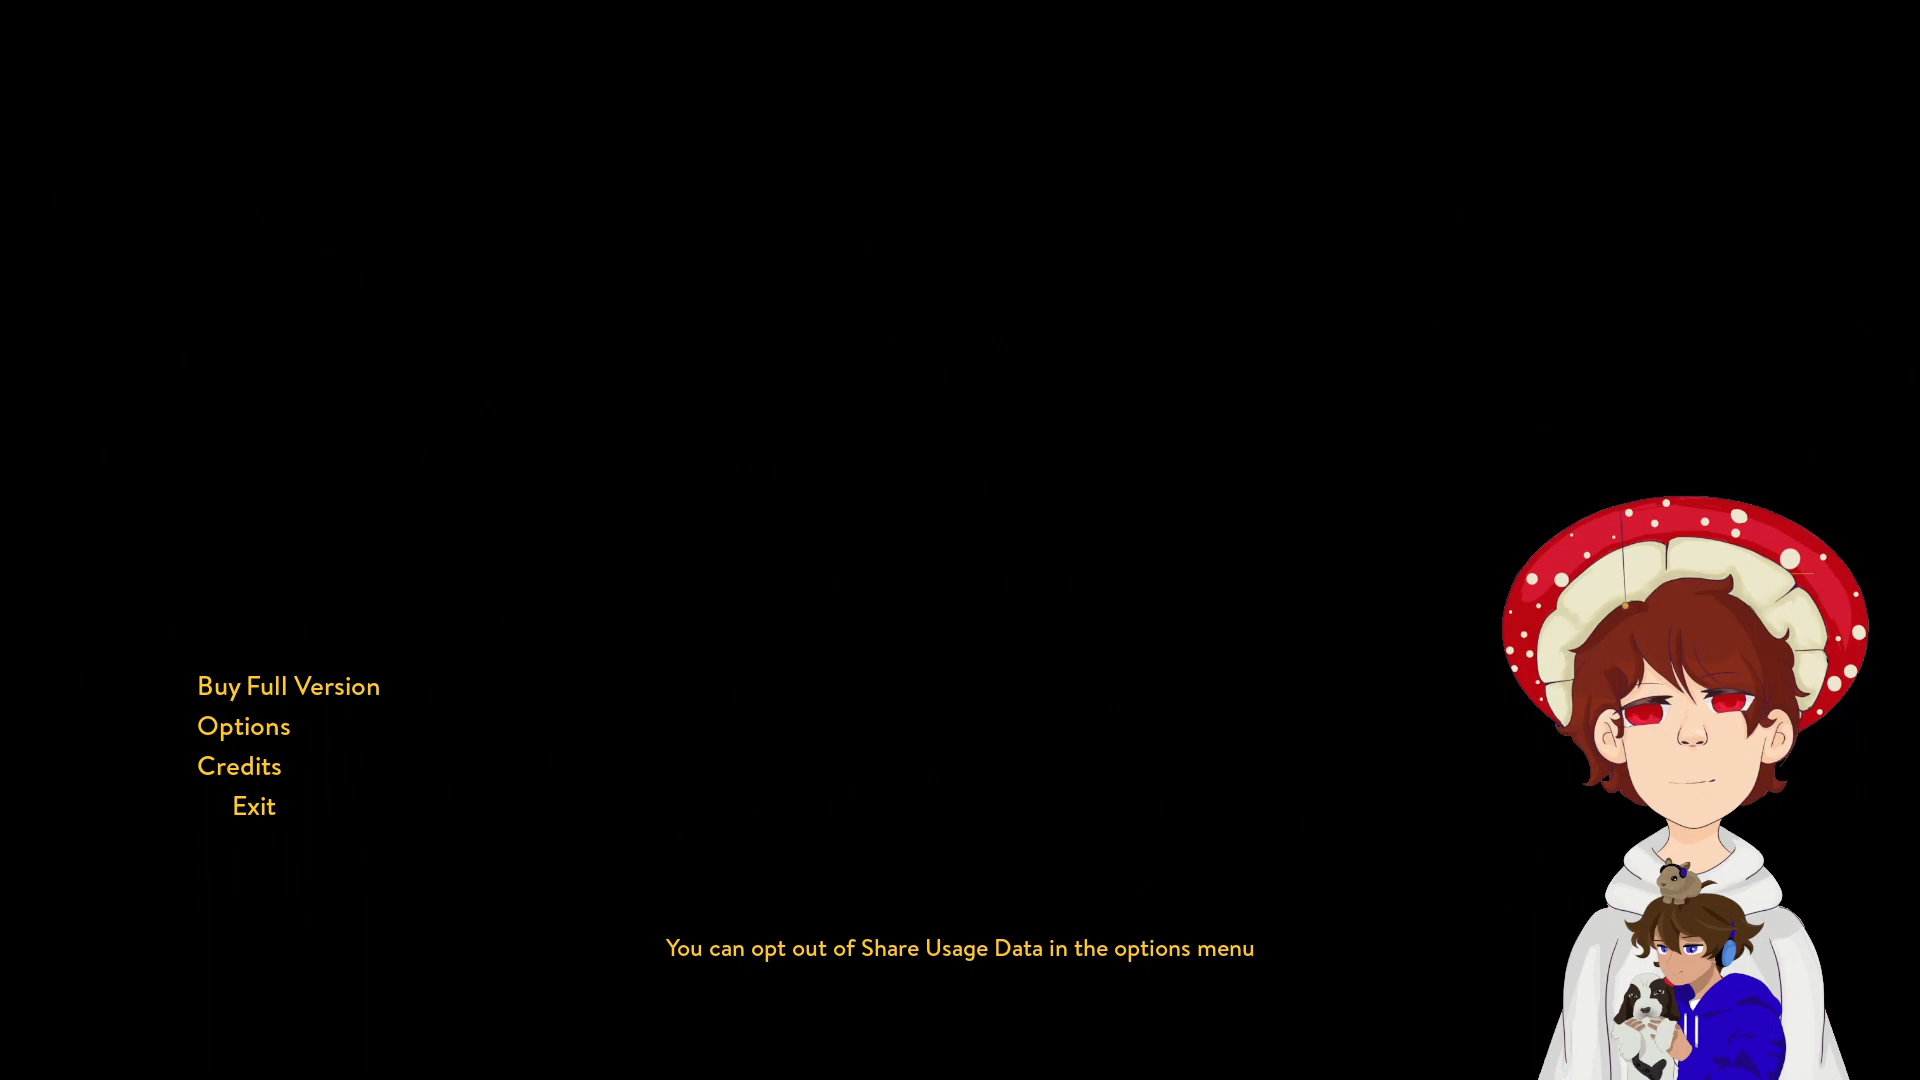 Buy Full Version
Options
Credits
Exit
You can opt out of Share Usage Data in the options menu